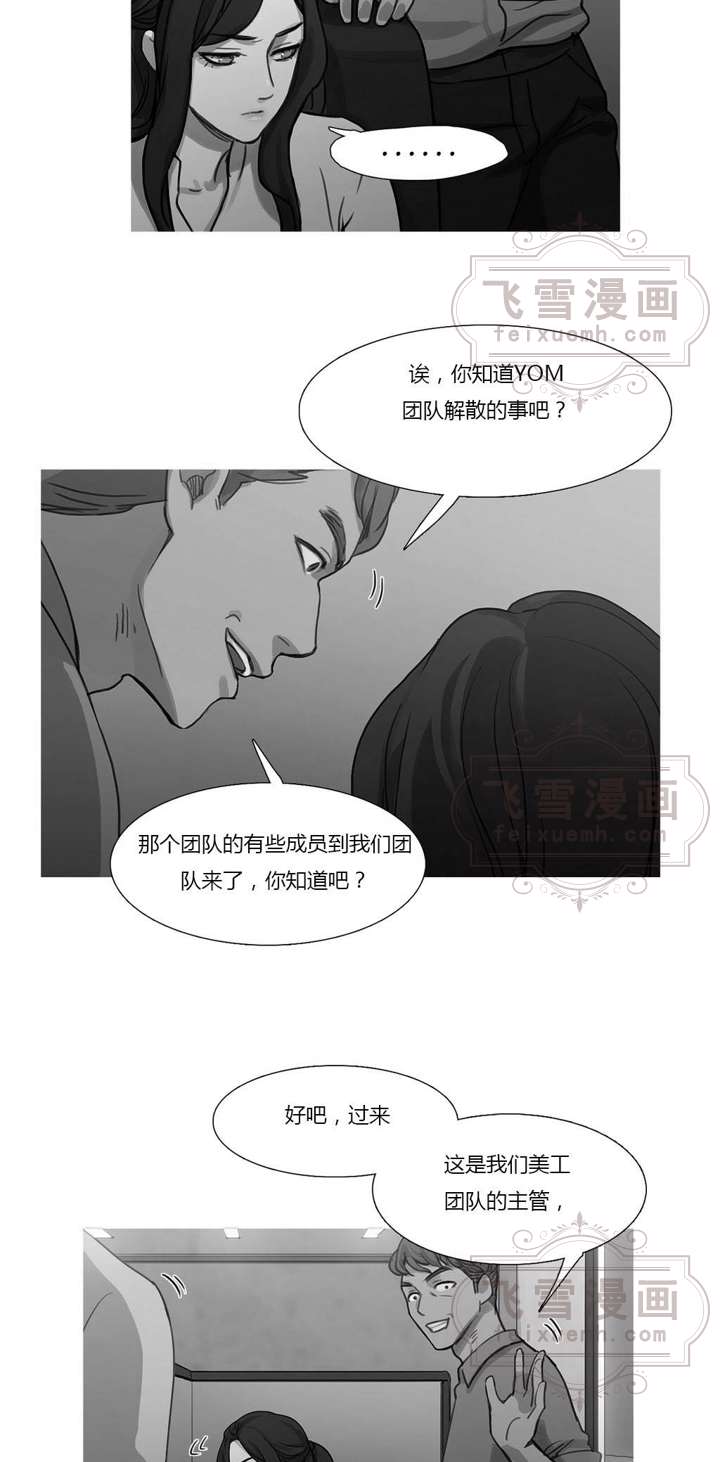 ······
飞雪漫画
feixuemh.com
诶，你知道YOM
团队解散的事吧？
飞雪漫画
feixuemh.com
那个团队的有些成员到我们团
队来了，你知道吧？
好吧，过来
这是我们美工
团队的主管，
飞雪漫画
feixuemh.com